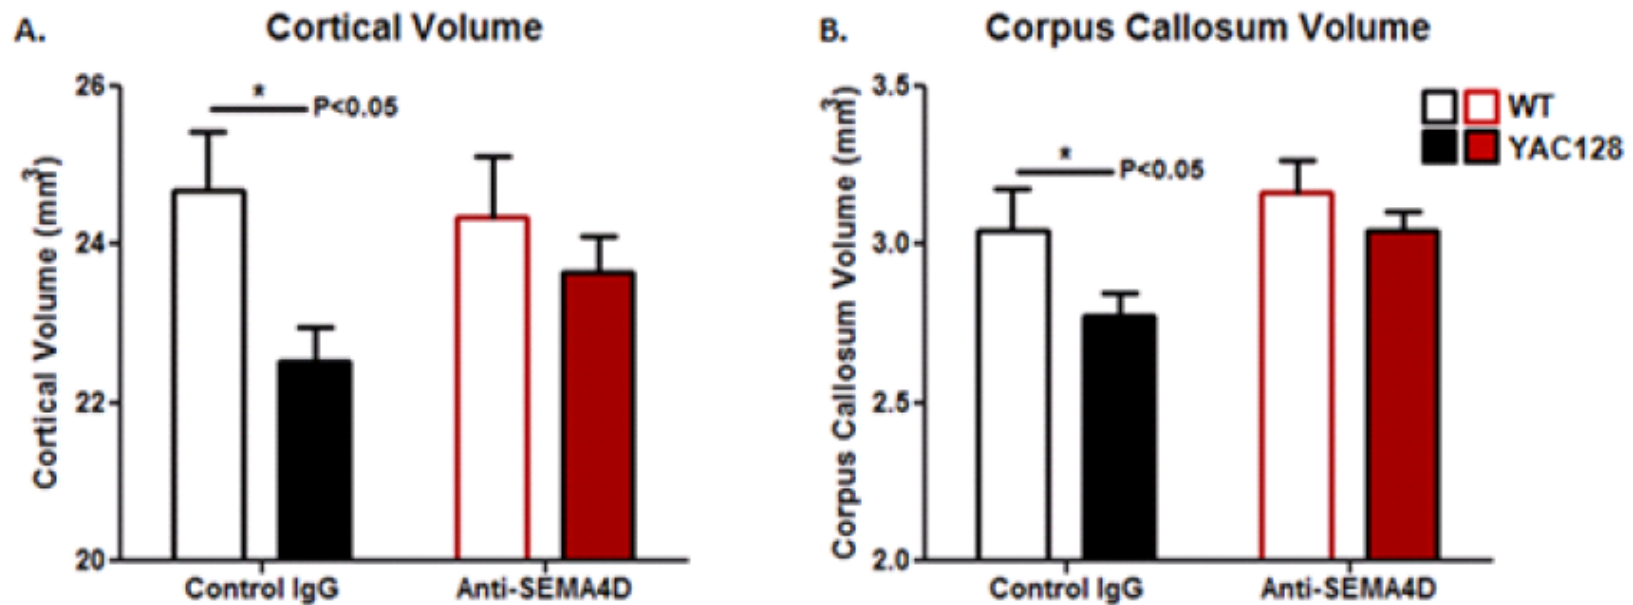 A.
Cortical Volume
Cortical Volume (mm3)
26
24
22
20
*
P<0.05
Control IgG
Anti-SEMA4D
B.
Corpus Callosum Volume
Corpus Callosum Volume (mm3)
3.5
3.0
2.5
2.0
*
P<0.05
Control IgG
Anti-SEMA4D
WT
YAC128